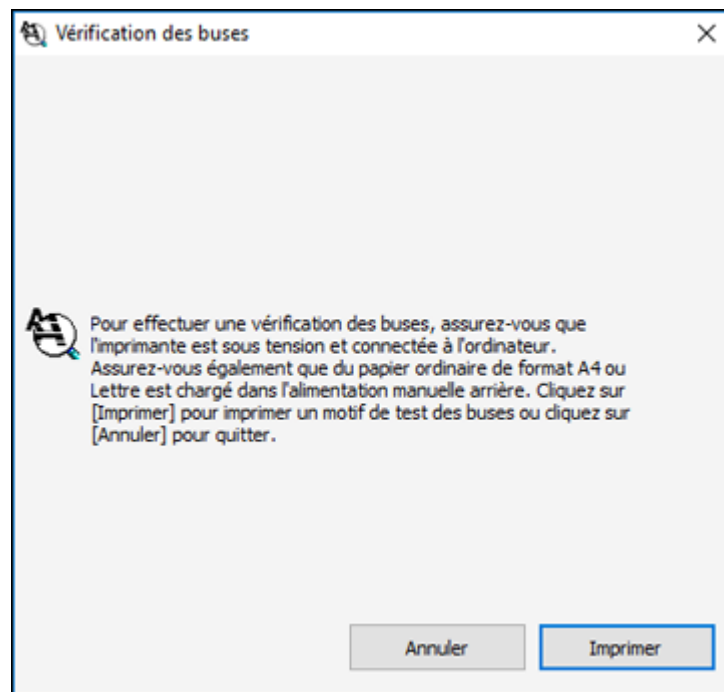 Vérification des buses
Pour effectuer une vérification des buses, assurez-vous que
l'imprimante est sous tension et connectée à l'ordinateur.
Assurez-vous également que du papier ordinaire de format A4 ou
Lettre est chargé dans l'alimentation manuelle arrière. Cliquez sur
[Imprimer] pour imprimer un motif de test des buses ou cliquez sur
[Annuler] pour quitter.
Annuler
Imprimer